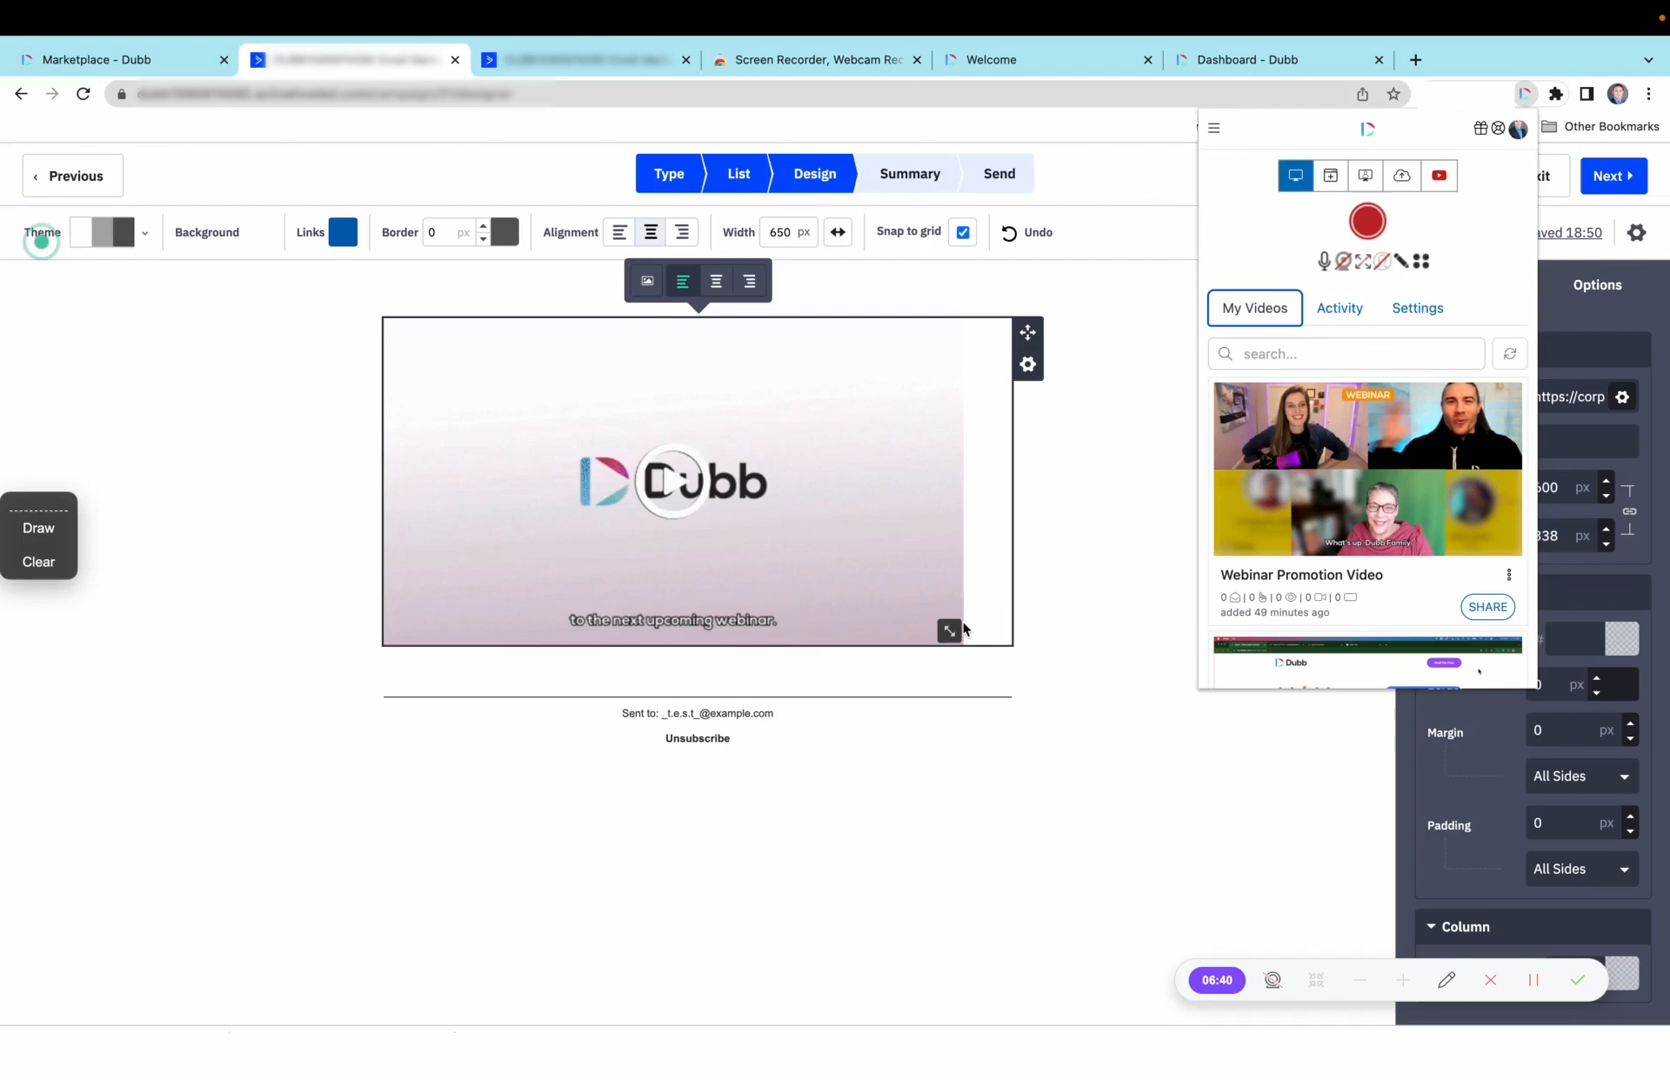 Marketplace - Dubb
Screen Recorder, Webcam Rec
Welcome
Dashboard - Dubb
Other Bookmarks
Previous
Type
List
Design
Summary
Send
xit
Next
Theme
Background
Links
Border
0 px
Alignment
Width
650 px
Snap to grid
Undo
aved 18:50
My Videos
Activity
Settings
search...
Options
https://corp
WEBINAR
What's up, Dubb Family.
Webinar Promotion Video
0 | 0 | 0 | 0 | 0
added 49 minutes ago
SHARE
Dubb
Dubb
to the next upcoming webinar.
Draw
Clear
Sent to: _t.e.s.t_@example.com
Unsubscribe
600 px
338 px
#
0 px
Margin
0 px
All Sides
Padding
0 px
All Sides
Column
06:40